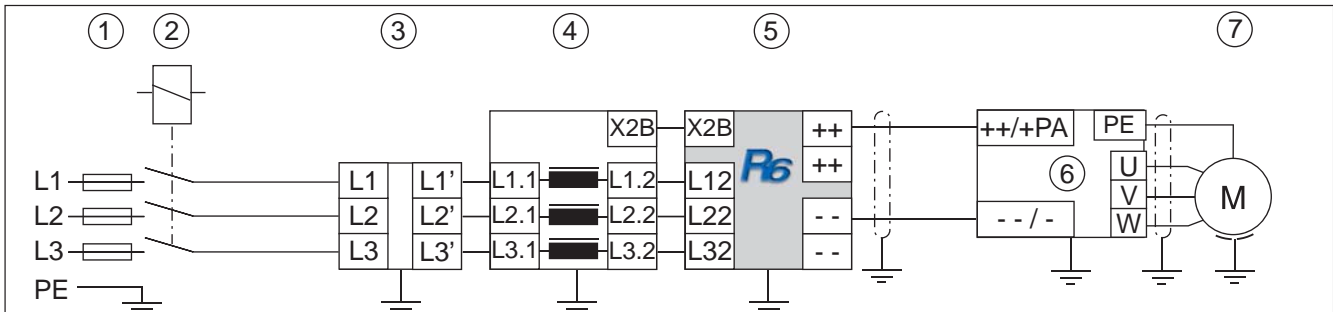 1 2 3 4 5 7
X2B X2B ++ ++/+PA PE
++
L1 L1 L1' L1.1 L1.2 L12 R6 6 U
L2 L2 L2' L2.1 L2.2 L22 - - - - / - V M
L3 L3 L3' L3.1 L3.2 L32 - - W
PE